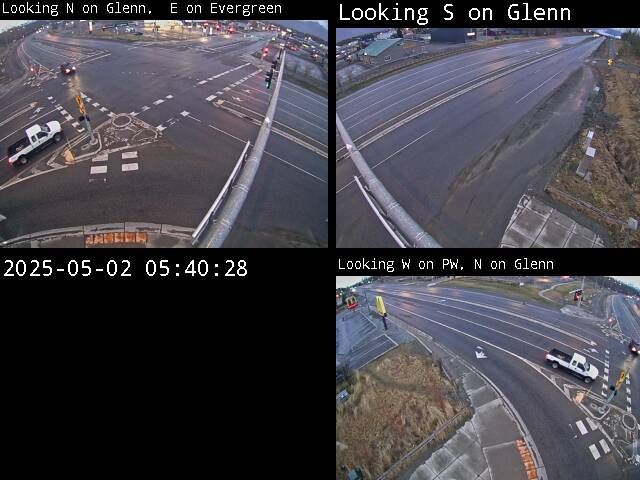 Looking N on Glenn,  E on Evergreen
Looking S on Glenn
2025-05-02 05:40:28
Looking W on PW, N on Glenn